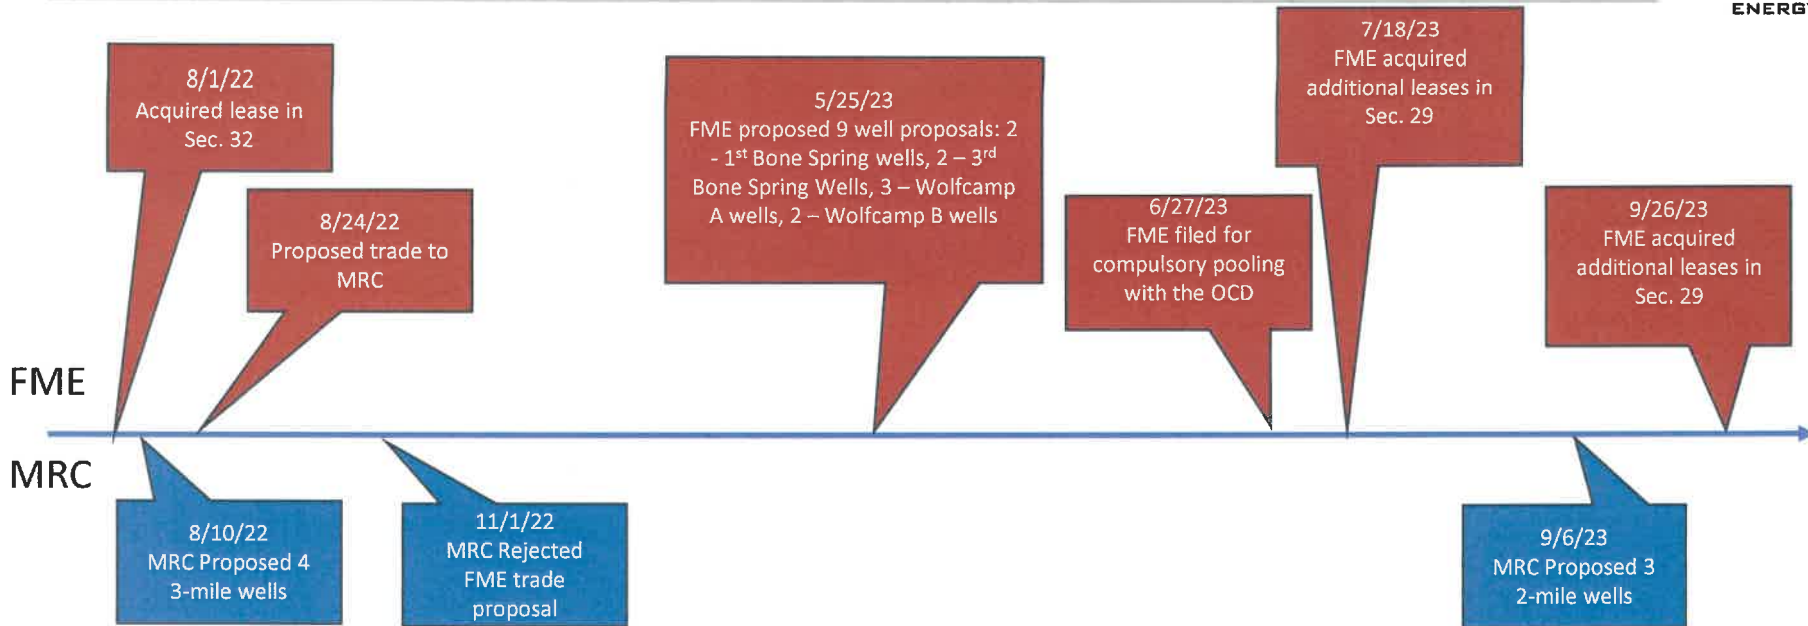 ENERGY
8/1/22
Acquired lease in
Sec. 32
8/24/22
Proposed trade to
MRC
5/25/23
FME proposed 9 well proposals: 2
- 1st Bone Spring wells, 2 – 3rd
Bone Spring Wells, 3 – Wolfcamp
A wells, 2 – Wolfcamp B wells
6/27/23
FME filed for
compulsory pooling
with the OCD
7/18/23
FME acquired
additional leases in
Sec. 29
9/26/23
FME acquired
additional leases in
Sec. 29
FME
MRC
8/10/22
MRC Proposed 4
3-mile wells
11/1/22
MRC Rejected
FME trade
proposal
9/6/23
MRC Proposed 3
2-mile wells